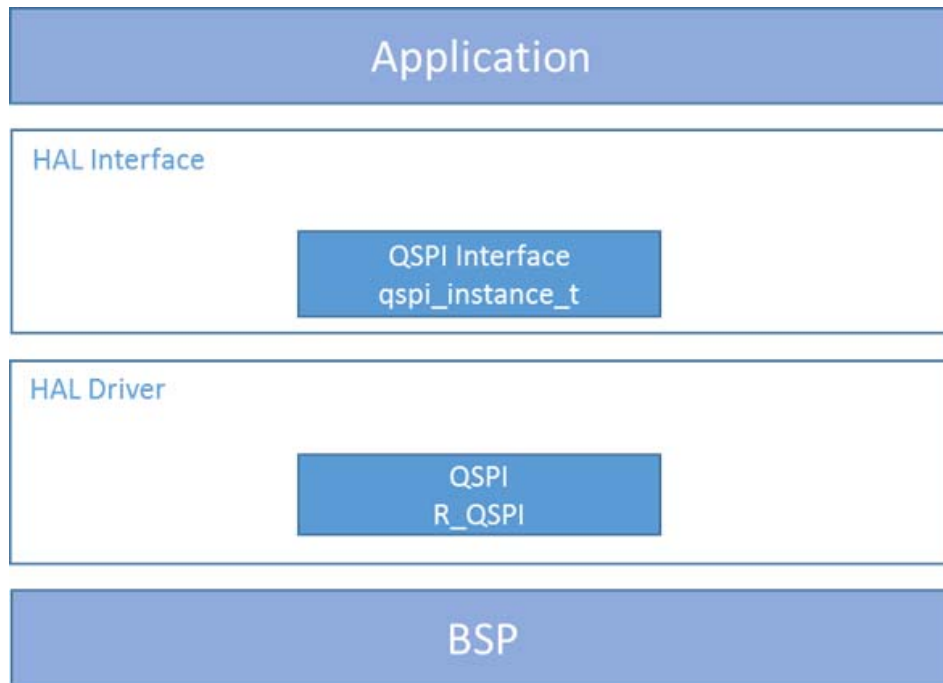 Application
HAL Interface
QSPI Interface
qspi_instance_t
HAL Driver
QSPI
R_QSPI
BSP